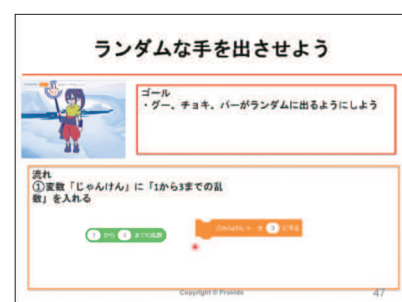 ランダムな手を出させよう
ゴール
・グー、チョキ、パーがランダムに出るようにしよう
流れ
①変数「じゃんけん」に「1から3までの乱
数」を入れる
1 から 3 までの乱数
じゃんけん を 3 にする
47